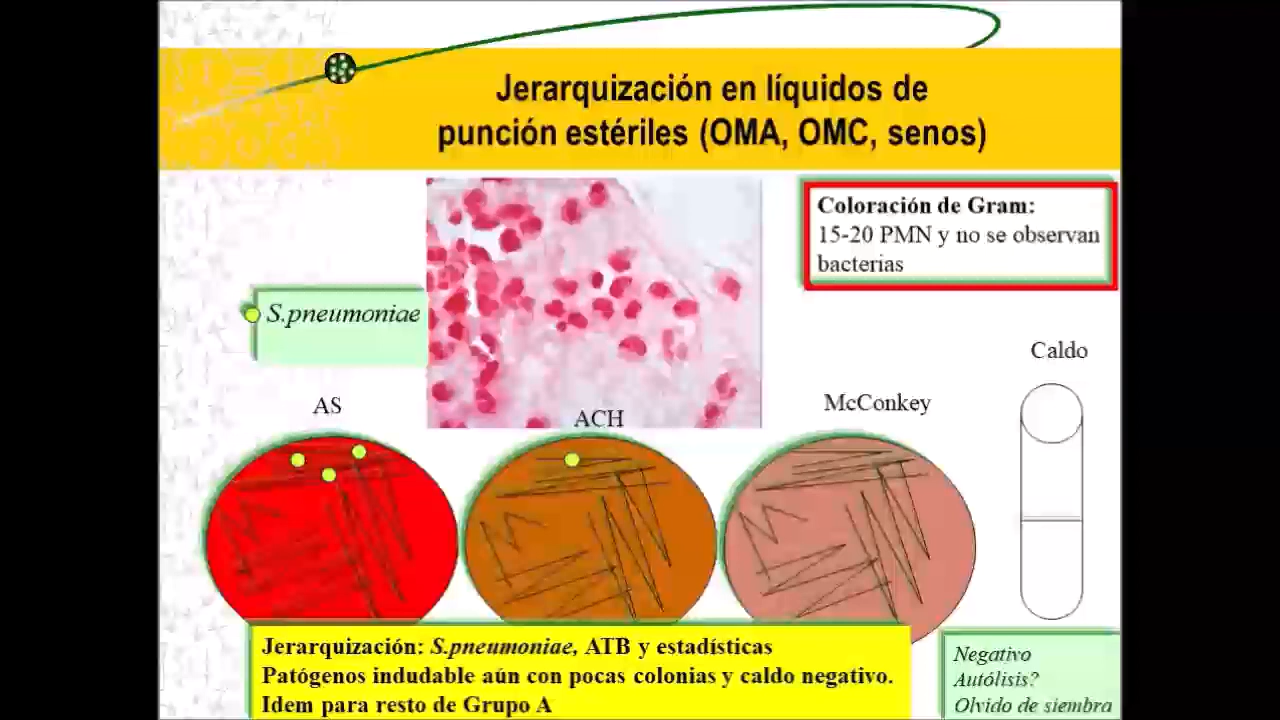 Jerarquización en líquidos de
punción estériles (OMA, OMC, senos)
Coloración de Gram:
15-20 PMN y no se observan
bacterias
S.pneumoniae
Caldo
AS
ACH
McConkey
Jerarquización: S.pneumoniae, ATB y estadísticas
Patógenos indudable aún con pocas colonias y caldo negativo.
Idem para resto de Grupo A
Negativo
Autólisis?
Olvido de siembra